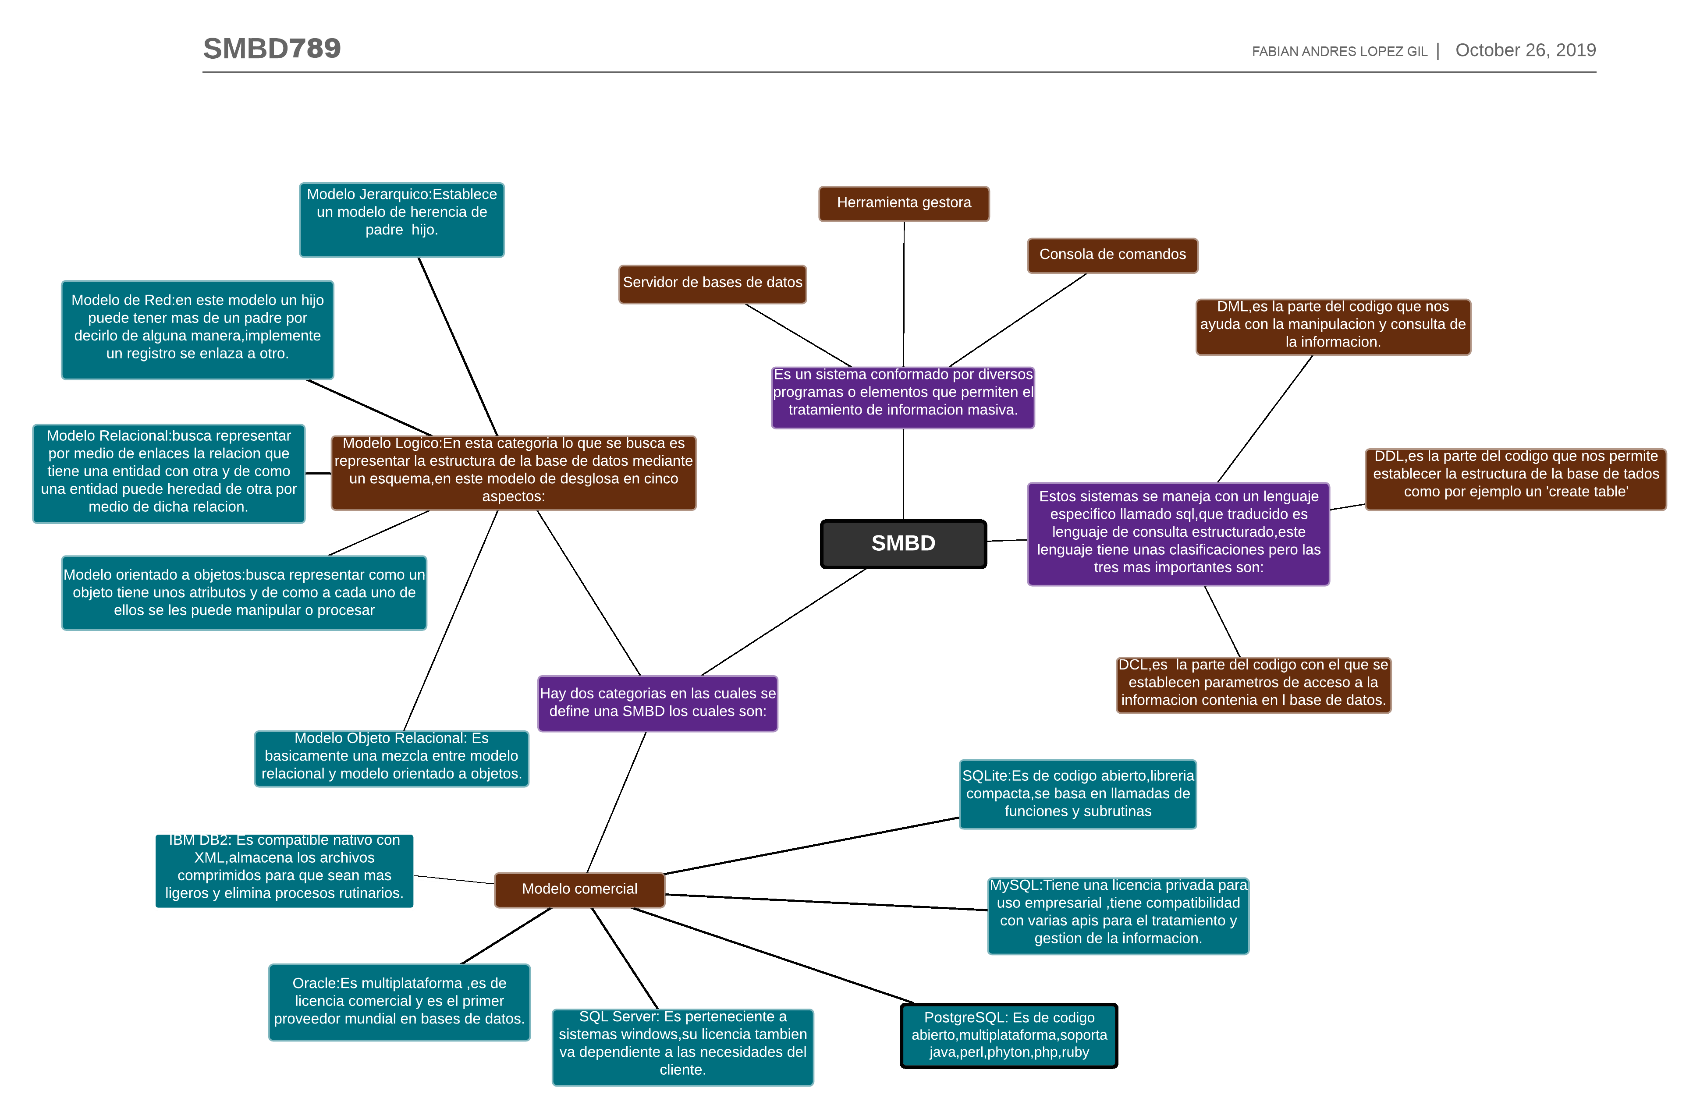 SMBD789
FABIAN ANDRES LOPEZ GIL | October 26, 2019
Modelo Jerarquico:Establece
un modelo de herencia de
padre  hijo.
Herramienta gestora
Consola de comandos
Servidor de bases de datos
Modelo de Red:en este modelo un hijo
puede tener mas de un padre por
decirlo de alguna manera,implemente
un registro se enlaza a otro.
DML,es la parte del codigo que nos
ayuda con la manipulacion y consulta de
la informacion.
Es un sistema conformado por diversos
programas o elementos que permiten el
tratamiento de informacion masiva.
Modelo Relacional:busca representar
por medio de enlaces la relacion que
tiene una entidad con otra y de como
una entidad puede heredad de otra por
medio de dicha relacion.
Modelo Logico:En esta categoria lo que se busca es
representar la estructura de la base de datos mediante
un esquema,en este modelo de desglosa en cinco
aspectos:
DDL,es la parte del codigo que nos permite
establecer la estructura de la base de tados
como por ejemplo un 'create table'
Estos sistemas se maneja con un lenguaje
especifico llamado sql,que traducido es
lenguaje de consulta estructurado,este
lenguaje tiene unas clasificaciones pero las
tres mas importantes son:
SMBD
Modelo orientado a objetos:busca representar como un
objeto tiene unos atributos y de como a cada uno de
ellos se les puede manipular o procesar
DCL,es  la parte del codigo con el que se
establecen parametros de acceso a la
informacion contenia en l base de datos.
Hay dos categorias en las cuales se
define una SMBD los cuales son:
Modelo Objeto Relacional: Es
basicamente una mezcla entre modelo
relacional y modelo orientado a objetos.
SQLite:Es de codigo abierto,libreria
compacta,se basa en llamadas de
funciones y subrutinas
IBM DB2: Es compatible nativo con
XML,almacena los archivos
comprimidos para que sean mas
ligeros y elimina procesos rutinarios.
Modelo comercial
MySQL:Tiene una licencia privada para
uso empresarial ,tiene compatibilidad
con varias apis para el tratamiento y
gestion de la informacion.
Oracle:Es multiplataforma ,es de
licencia comercial y es el primer
proveedor mundial en bases de datos.
SQL Server: Es perteneciente a
sistemas windows,su licencia tambien
va dependiente a las necesidades del
cliente.
PostgreSQL: Es de codigo
abierto,multiplataforma,soporta
java,perl,phyton,php,ruby